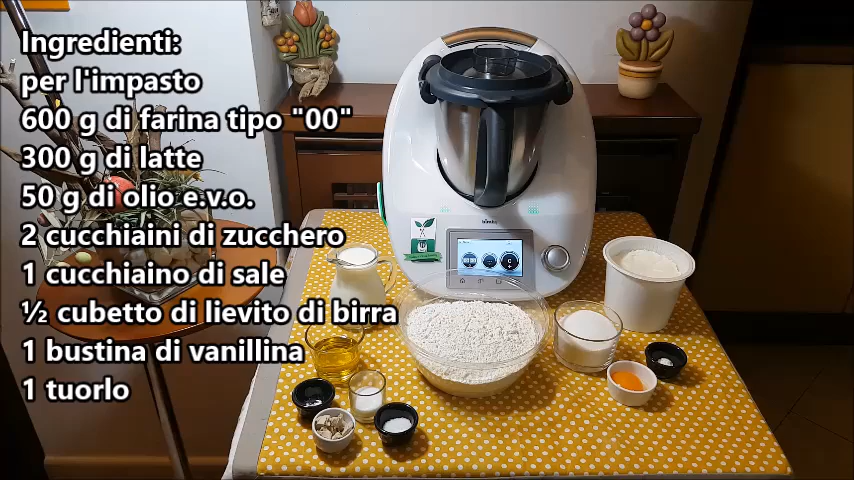 Ingredienti:
per l'impasto
600 g di farina tipo "00"
300 g di latte
50 g di olio e.v.o.
2 cucchiaini di zucchero
1 cucchiaino di sale
½ cubetto di lievito di birra
1 bustina di vanillina
1 tuorlo
bimby